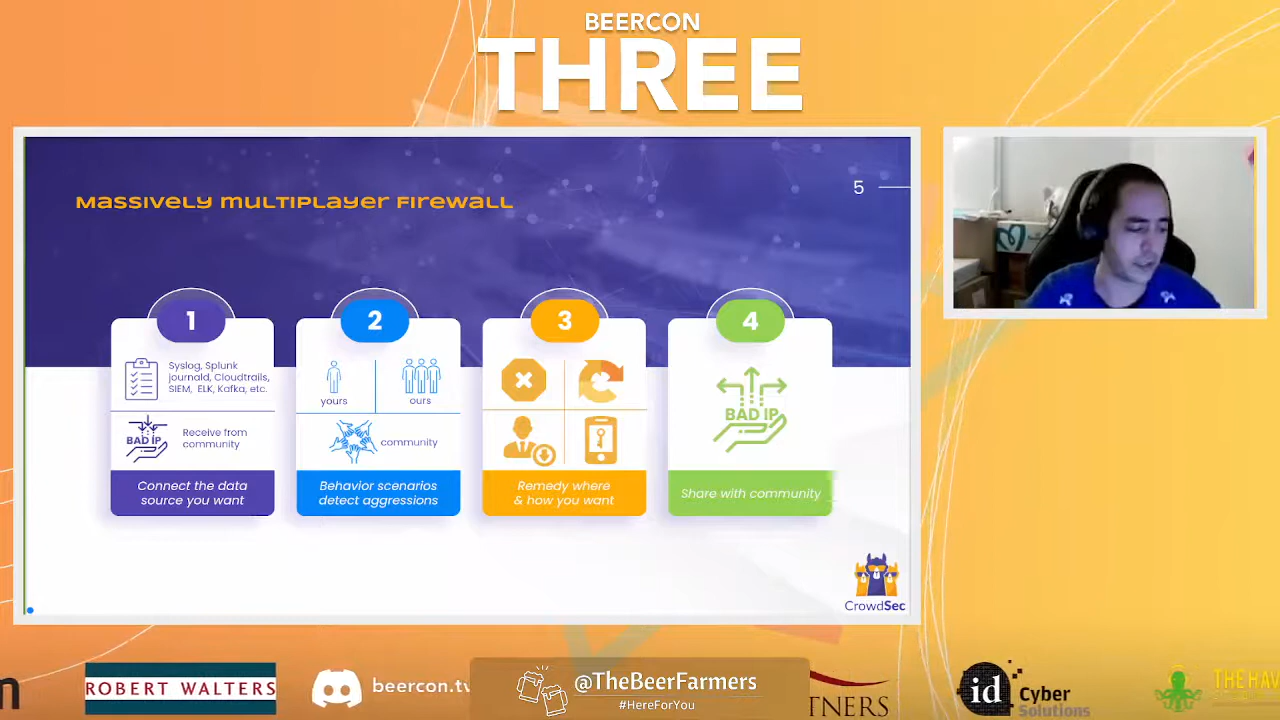 BEERCON
THREE
Massively multiplayer Firewall
5
1
Syslog, Splunk
journald, Cloudtrails,
SIEM, ELK, Kafka, etc.
BAD IP
Receive from
community
Connect the data
source you want
2
yours
ours
community
Behavior scenarios
detect aggressions
3
Remedy where
& how you want
4
BAD IP
Share with community
CrowdSec
ROBERT WALTERS
beercon.tv
@TheBeerFarmers
#HereForYou
TNERS
id Cyber
Solutions
THE HAV